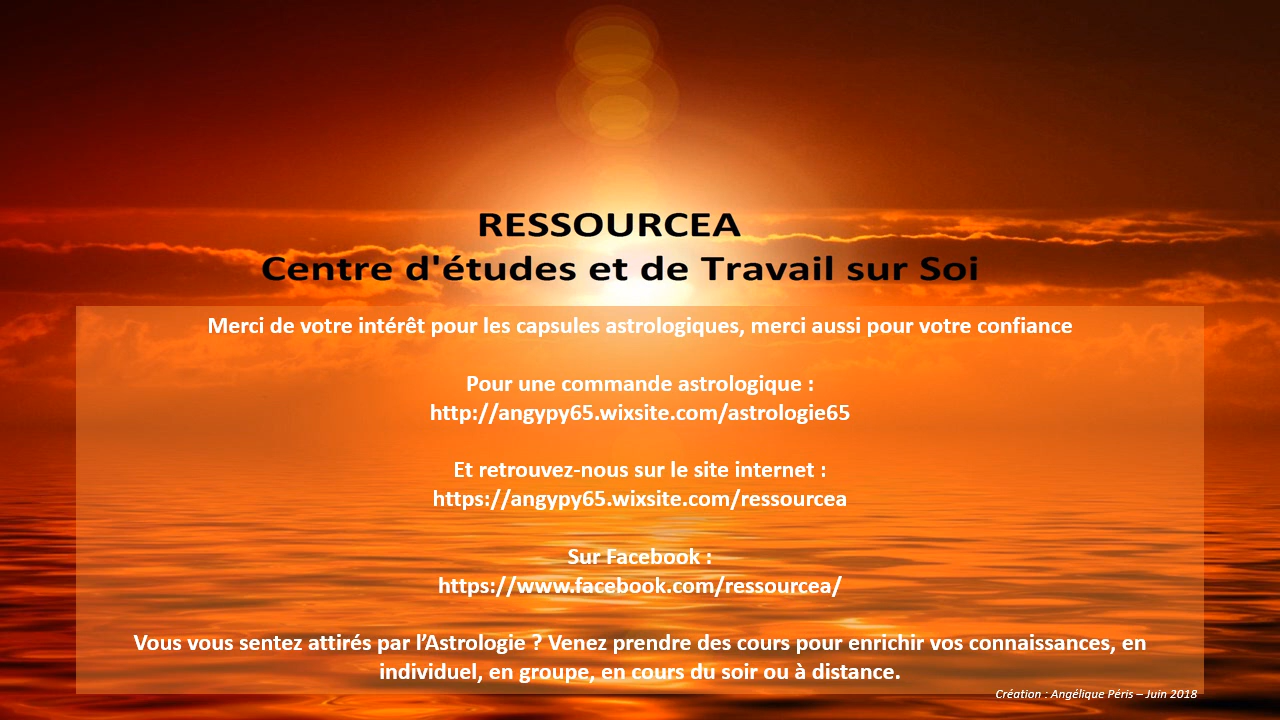 RESSOURCEA
Centre d'études et de Travail sur Soi
Merci de votre intérêt pour les capsules astrologiques, merci aussi pour votre confiance
Pour une commande astrologique :
http://angypy65.wixsite.com/astrologie65
Et retrouvez-nous sur le site internet :
https://angypy65.wixsite.com/ressourcea
Sur Facebook :
https://www.facebook.com/ressourcea/
Vous vous sentez attirés par l’Astrologie ? Venez prendre des cours pour enrichir vos connaissances, en
individuel, en groupe, en cours du soir ou à distance.
Création : Angélique Péris – Juin 2018